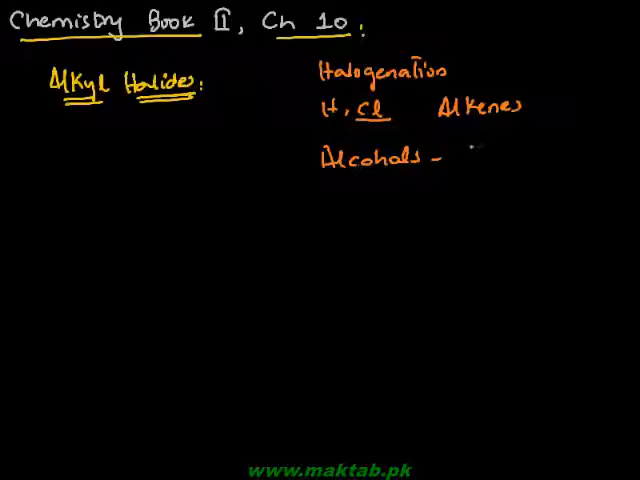 Chemistry Book II, Ch 10:
Alkyl Halides:
Halogenation
H, Cl Alkenes
Alcohols -
www.maktab.pk